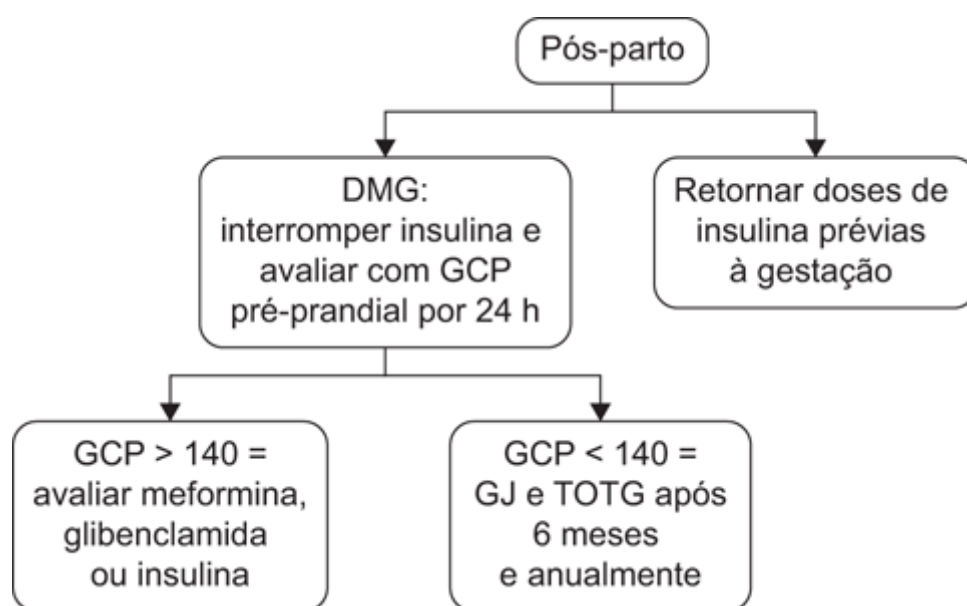 Pós-parto
DMG:
interromper insulina e
avaliar com GCP
pré-prandial por 24 h
Retornar doses de
insulina prévias
à gestação
GCP > 140 =
avaliar meformina,
glibenclamida
ou insulina
GCP < 140 =
GJ e TOTG após
6 meses
e anualmente